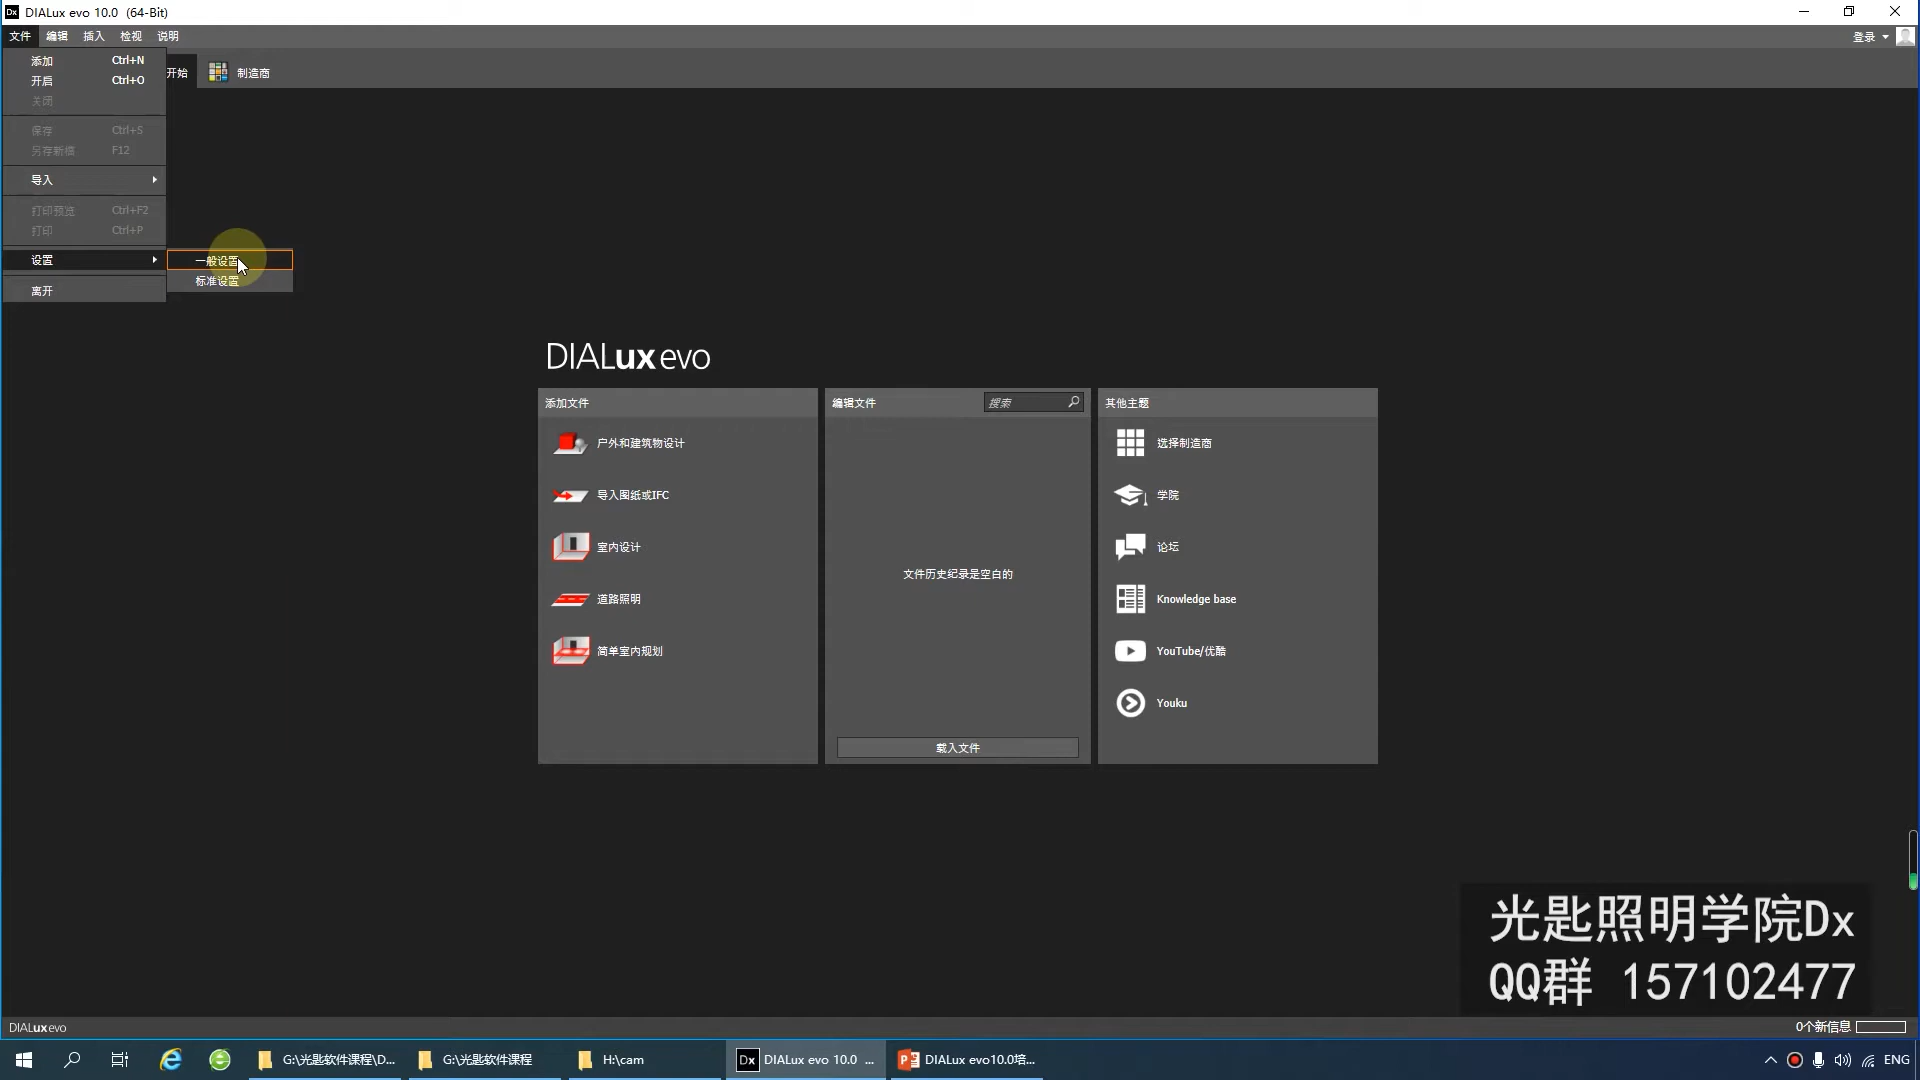 DIALux evo 10.0  (64-Bit)
文件 编辑 插入 检视 说明
登录
添加 Ctrl+N
开启 Ctrl+O
关闭
保存 Ctrl+S
另存新档 F12
导入
打印预览 Ctrl+F2
打印 Ctrl+P
设置
离开
一般设置
标准设置
开始
制造商
DIALux evo
添加文件
户外和建筑物设计
导入图纸或IFC
室内设计
道路照明
简单室内规划
编辑文件
搜索
文件历史纪录是空白的
载入文件
其他主题
选择制造商
学院
论坛
Knowledge base
YouTube/优酷
Youku
光匙照明学院Dx
QQ群 157102477
DIALux evo
0个新信息
G:\光匙软件课程\D...
G:\光匙软件课程
H:\cam
Dx
DIALux evo 10.0 ...
DIALux evo10.0培...
ENG